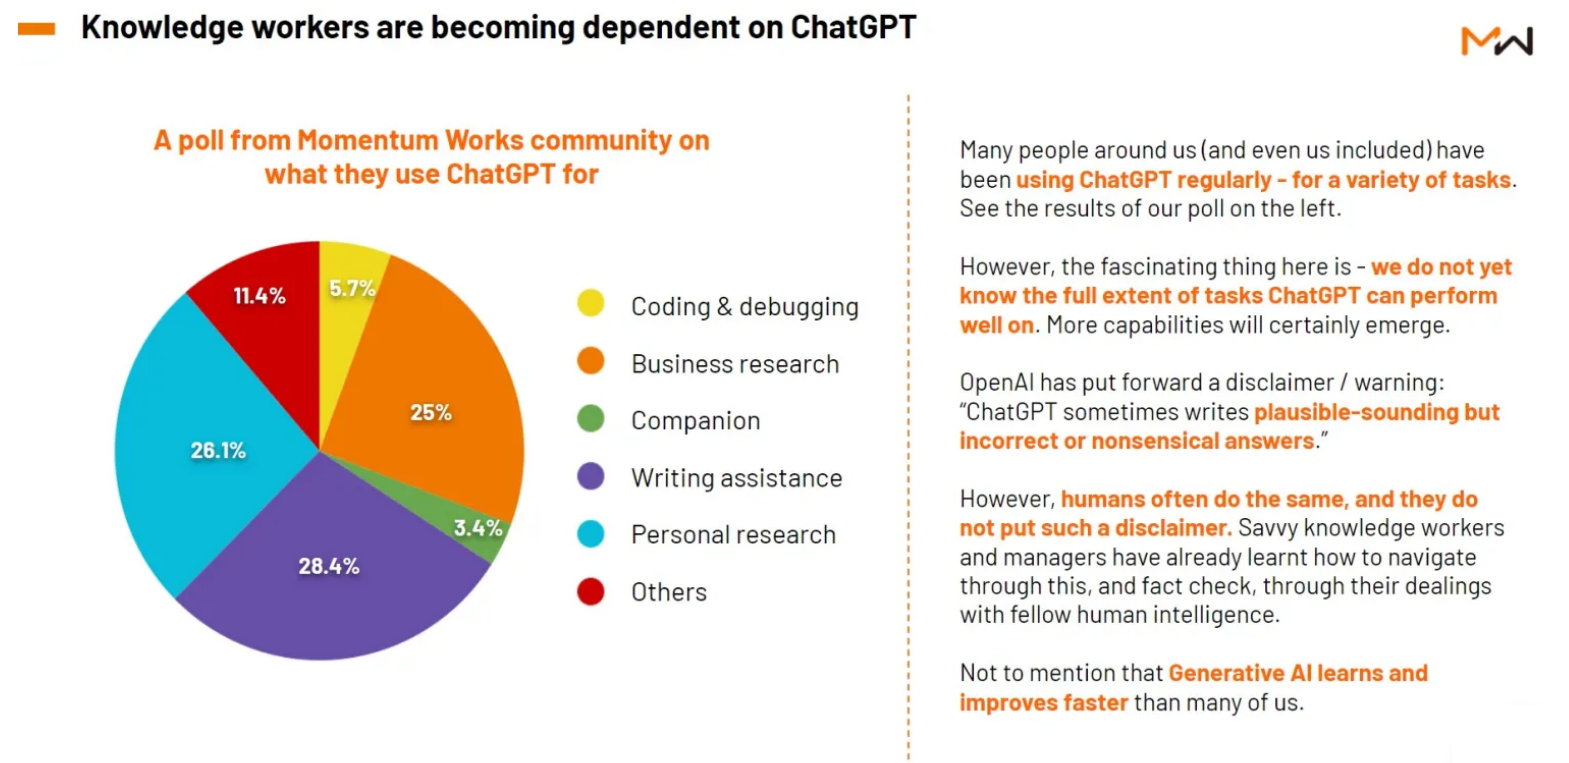 Knowledge workers are becoming dependent on ChatGPT
MW
A poll from Momentum Works community on
what they use ChatGPT for
11.4%
5.7%
25%
26.1%
3.4%
28.4%
Coding & debugging
Business research
Companion
Writing assistance
Personal research
Others
Many people around us (and even us included) have
been using ChatGPT regularly - for a variety of tasks.
See the results of our poll on the left.
However, the fascinating thing here is - we do not yet
know the full extent of tasks ChatGPT can perform
well on. More capabilities will certainly emerge.
OpenAI has put forward a disclaimer / warning:
“ChatGPT sometimes writes plausible-sounding but
incorrect or nonsensical answers.”
However, humans often do the same, and they do
not put such a disclaimer. Savvy knowledge workers
and managers have already learnt how to navigate
through this, and fact check, through their dealings
with fellow human intelligence.
Not to mention that Generative AI learns and
improves faster than many of us.